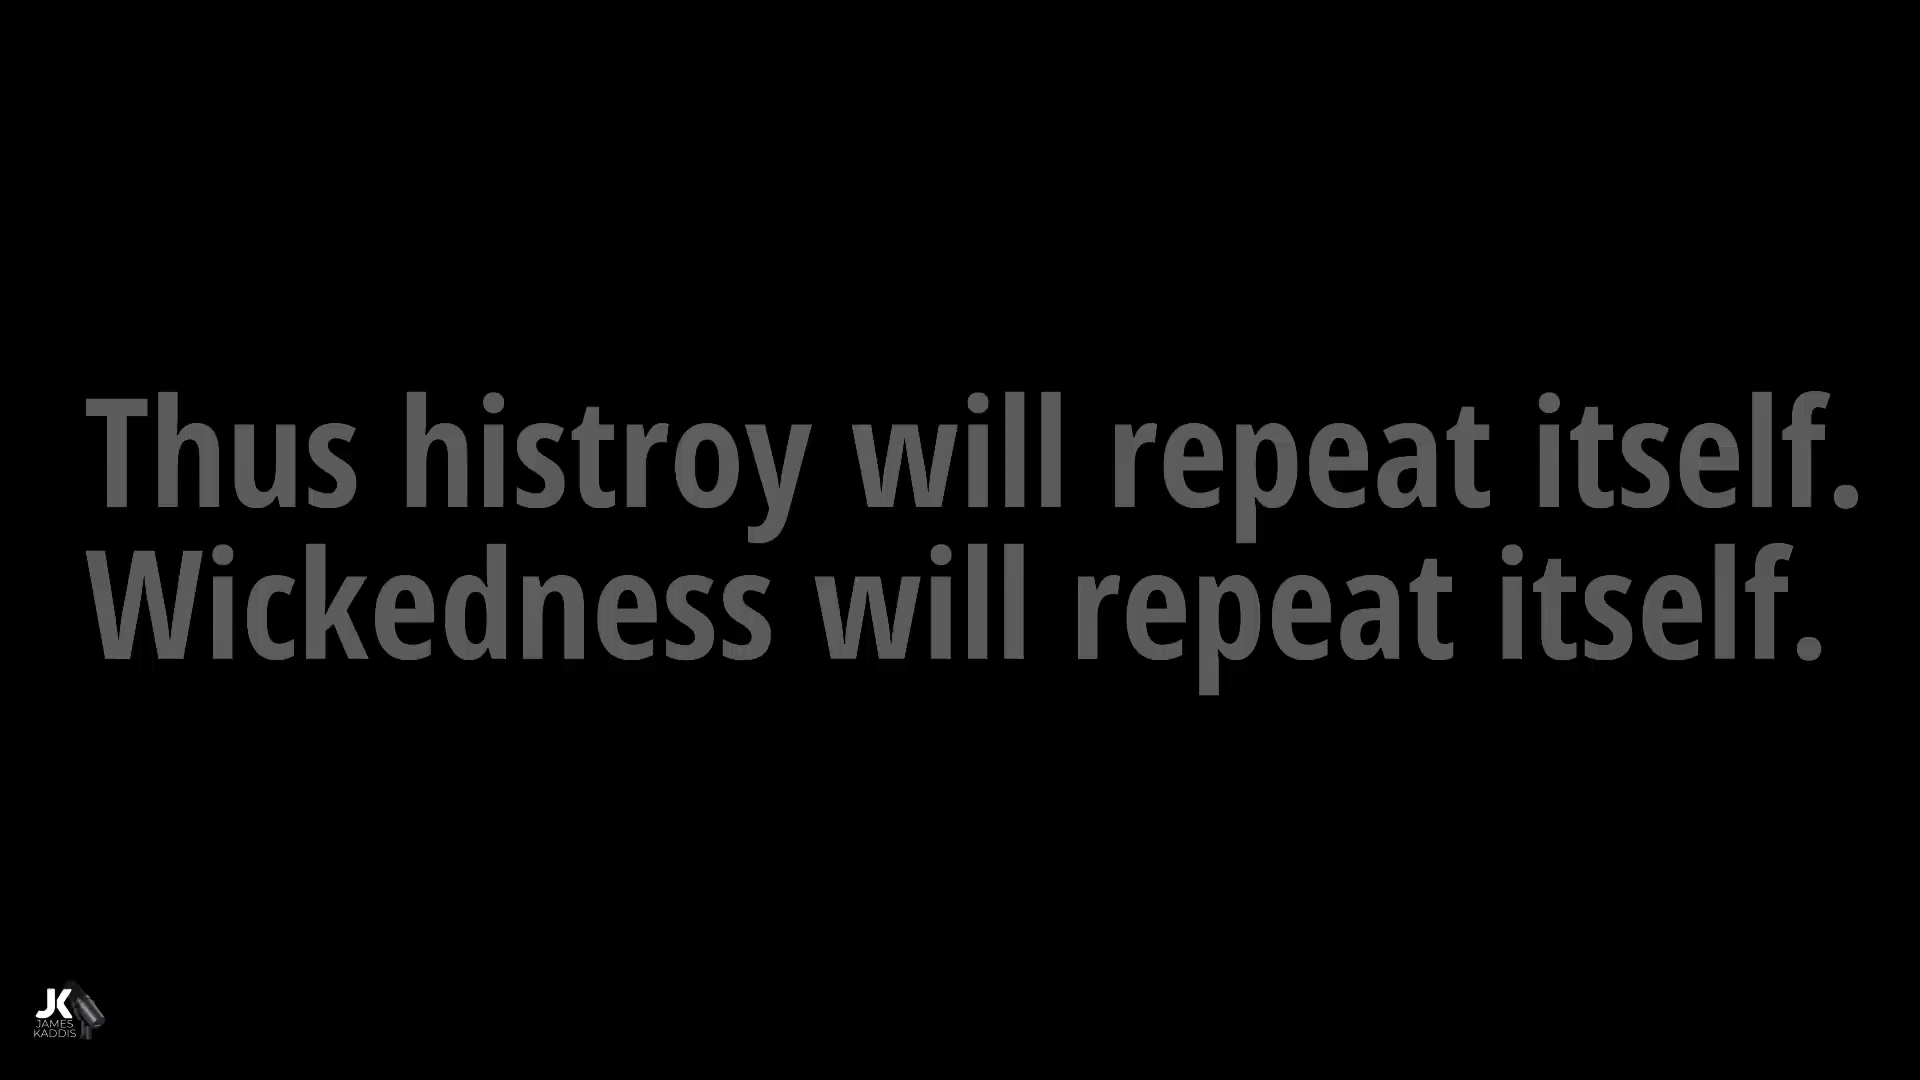 Thus histroy will repeat itself.
Wickedness will repeat itself.
JK
JAMES
KADDIS